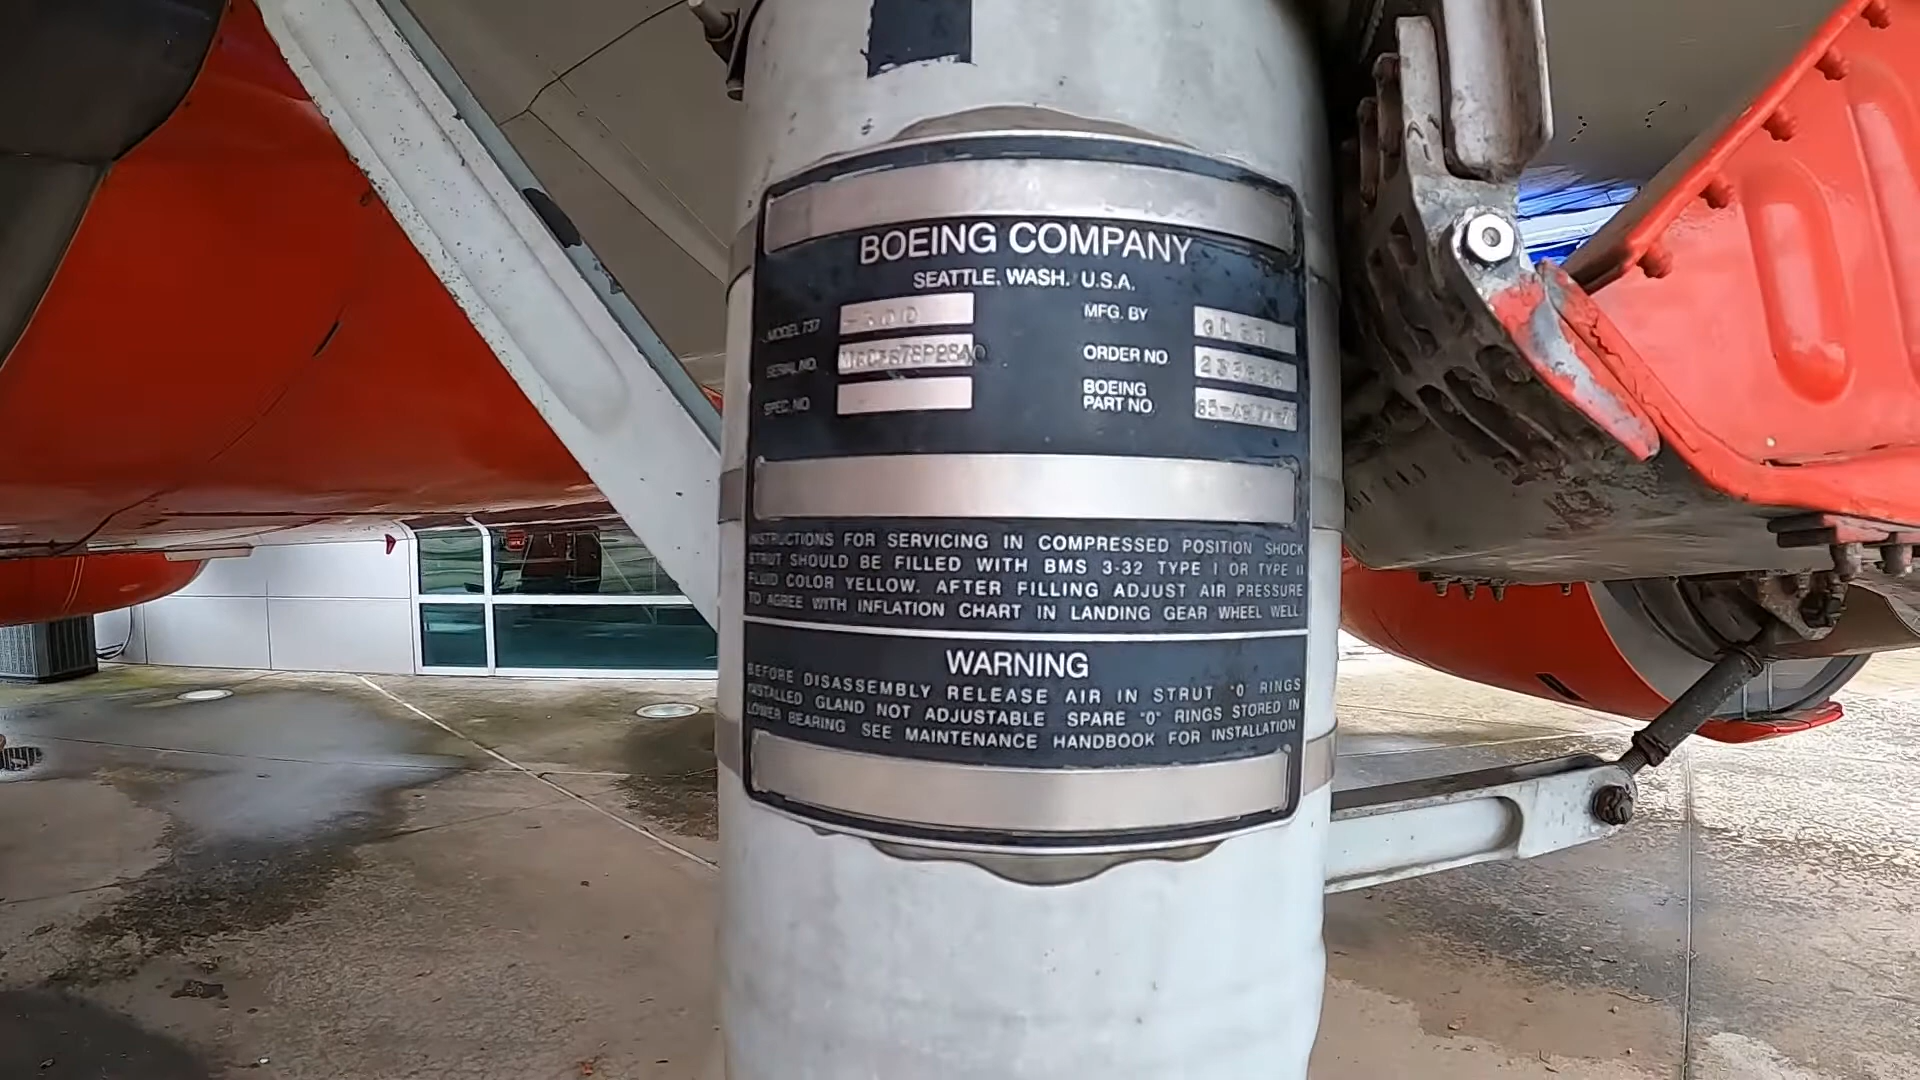 BOEING COMPANY
SEATTLE. WASH. U.S.A.
MODEL 737 -300 MFG. BY
SERIAL NO. ORDER NO.
SPEC. NO. BOEING PART NO.
INSTRUCTIONS FOR SERVICING IN COMPRESSED POSITION SHOCK
STRUT SHOULD BE FILLED WITH BMS 3-32 TYPE I OR TYPE II
FLUID COLOR YELLOW. AFTER FILLING ADJUST AIR PRESSURE
TO AGREE WITH INFLATION CHART IN LANDING GEAR WHEEL WELL
WARNING
BEFORE DISASSEMBLY RELEASE AIR IN STRUT "O" RINGS
INSTALLED GLAND NOT ADJUSTABLE SPARE "O" RINGS STORED IN
LOWER BEARING SEE MAINTENANCE HANDBOOK FOR INSTALLATION